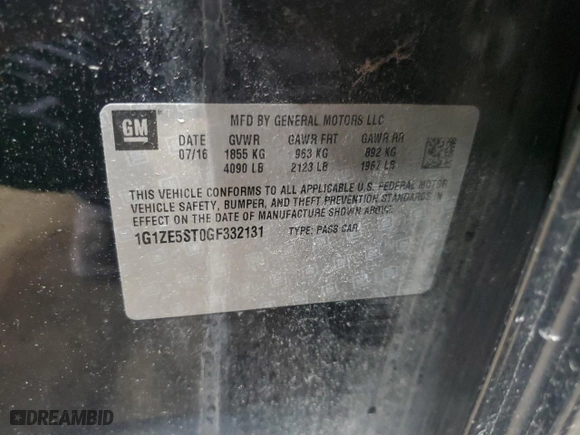 GM
MFD BY GENERAL MOTORS LLC
DATE GVWR GAWR FRT GAWR RR
07/16 1855 KG 963 KG 892 KG
4090 LB 2123 LB 1967 LB
THIS VEHICLE CONFORMS TO ALL APPLICABLE U.S. FEDERAL MOTOR
VEHICLE SAFETY, BUMPER, AND THEFT PREVENTION STANDARDS IN
EFFECT ON THE DATE OF MANUFACTURE SHOWN ABOVE.
1G1ZE5ST0GF332131 TYPE: PASS CAR
DREAMBID